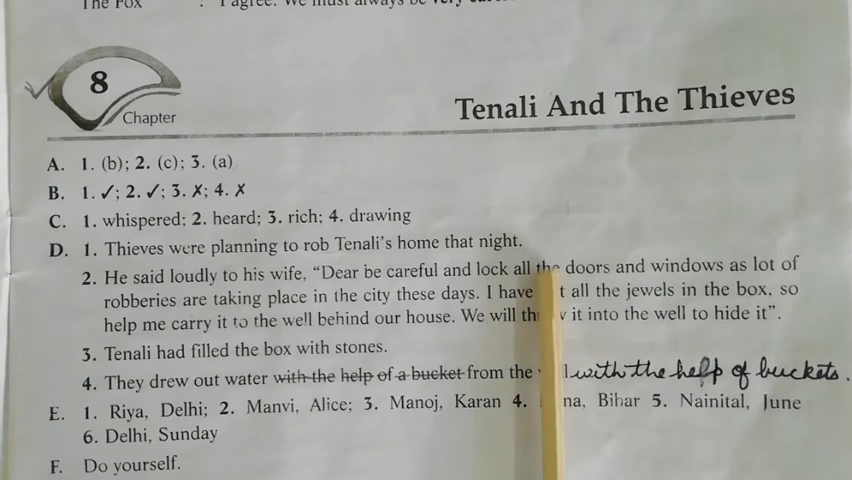 The Fox : I agree. We must always be very
8
Chapter
Tenali And The Thieves
A. 1. (b); 2. (c); 3. (a)
B. 1. ✓; 2. ✓; 3. ✗; 4. ✗
C. 1. whispered; 2. heard; 3. rich; 4. drawing
D. 1. Thieves were planning to rob Tenali's home that night.
2. He said loudly to his wife, “Dear be careful and lock all the doors and windows as lot of
robberies are taking place in the city these days. I have all the jewels in the box, so
help me carry it to the well behind our house. We will it into the well to hide it”.
3. Tenali had filled the box with stones.
4. They drew out water with the help of a bucket from the with the help of buckets.
E. 1. Riya, Delhi; 2. Manvi, Alice; 3. Manoj, Karan 4. Bihar 5. Nainital, June
6. Delhi, Sunday
F. Do yourself.